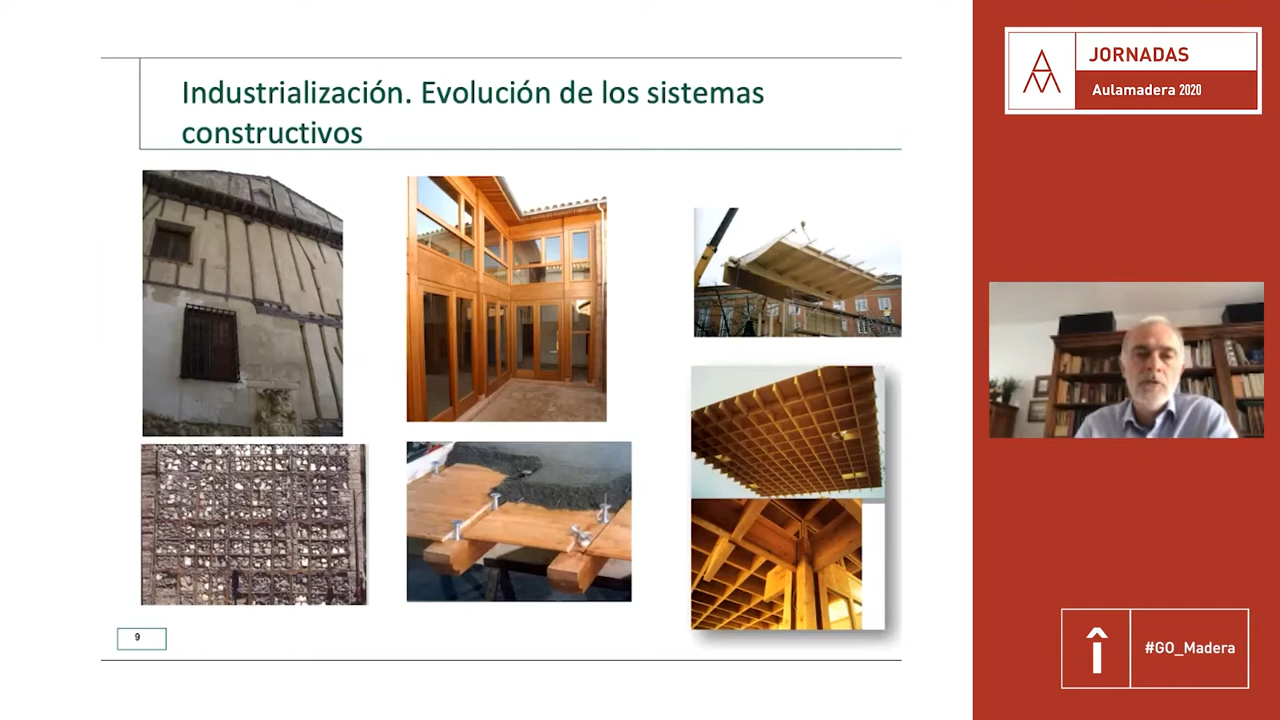 Industrialización. Evolución de los sistemas
constructivos
9
JORNADAS
Aulamadera 2020
#GO_Madera